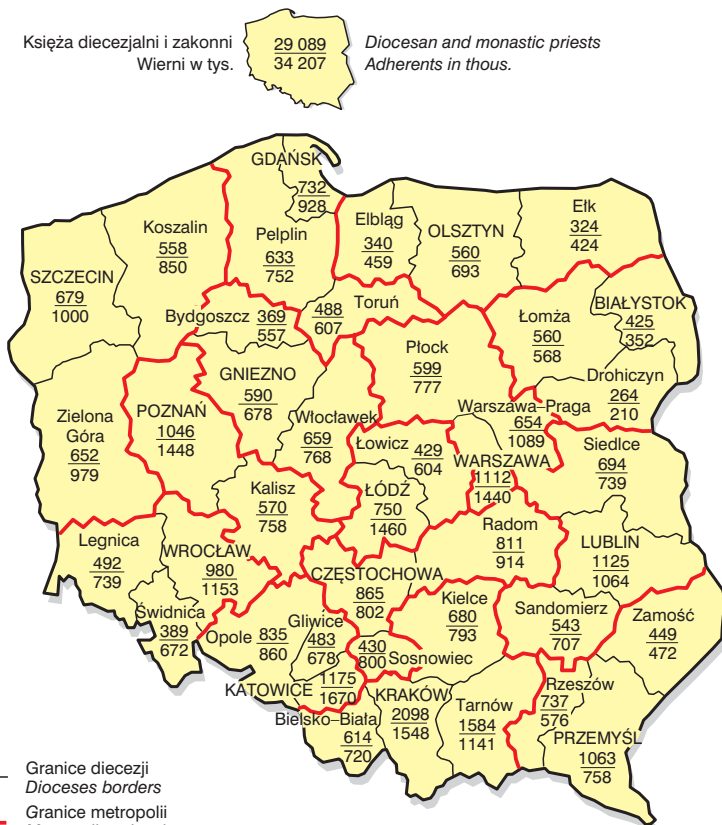 Księża diecezjalni i zakonni
Wierni w tys.
29 089
34 207
Diocesan and monastic priests
Adherents in thous.
GDAŃSK
732
928
Koszalin
558
850
Pelplin
633
752
Elbląg
340
459
OLSZTYN
560
693
Ełk
324
424
SZCZECIN
679
1000
Bydgoszcz 369
557
488
607
Toruń
Łomża
560
568
BIAŁYSTOK
425
352
Płock
599
777
Drohiczyn
264
210
GNIEZNO
590
678
Zielona
Góra
652
979
POZNAŃ
1046
1448
Włocławek
659
768
Warszawa–Praga
654
1089
Łowicz 429
604
WARSZAWA
1112
1440
Siedlce
694
739
Kalisz
570
758
ŁÓDŹ
750
1460
Radom
811
914
Legnica
492
739
WROCŁAW
980
1153
LUBLIN
1125
1064
CZĘSTOCHOWA
865
802
Kielce
680
793
Sandomierz
543
707
Zamość
449
472
Świdnica
389
672
Opole 835
860
Gliwice
483
678
430
800
Sosnowiec
KATOWICE 1175
1670
KRAKÓW
2098
1548
Tarnów
1584
1141
Rzeszów
737
576
Bielsko–Biała
614
720
PRZEMYŚL
1063
758
Granice diecezji
Dioceses borders
Granice metropolii